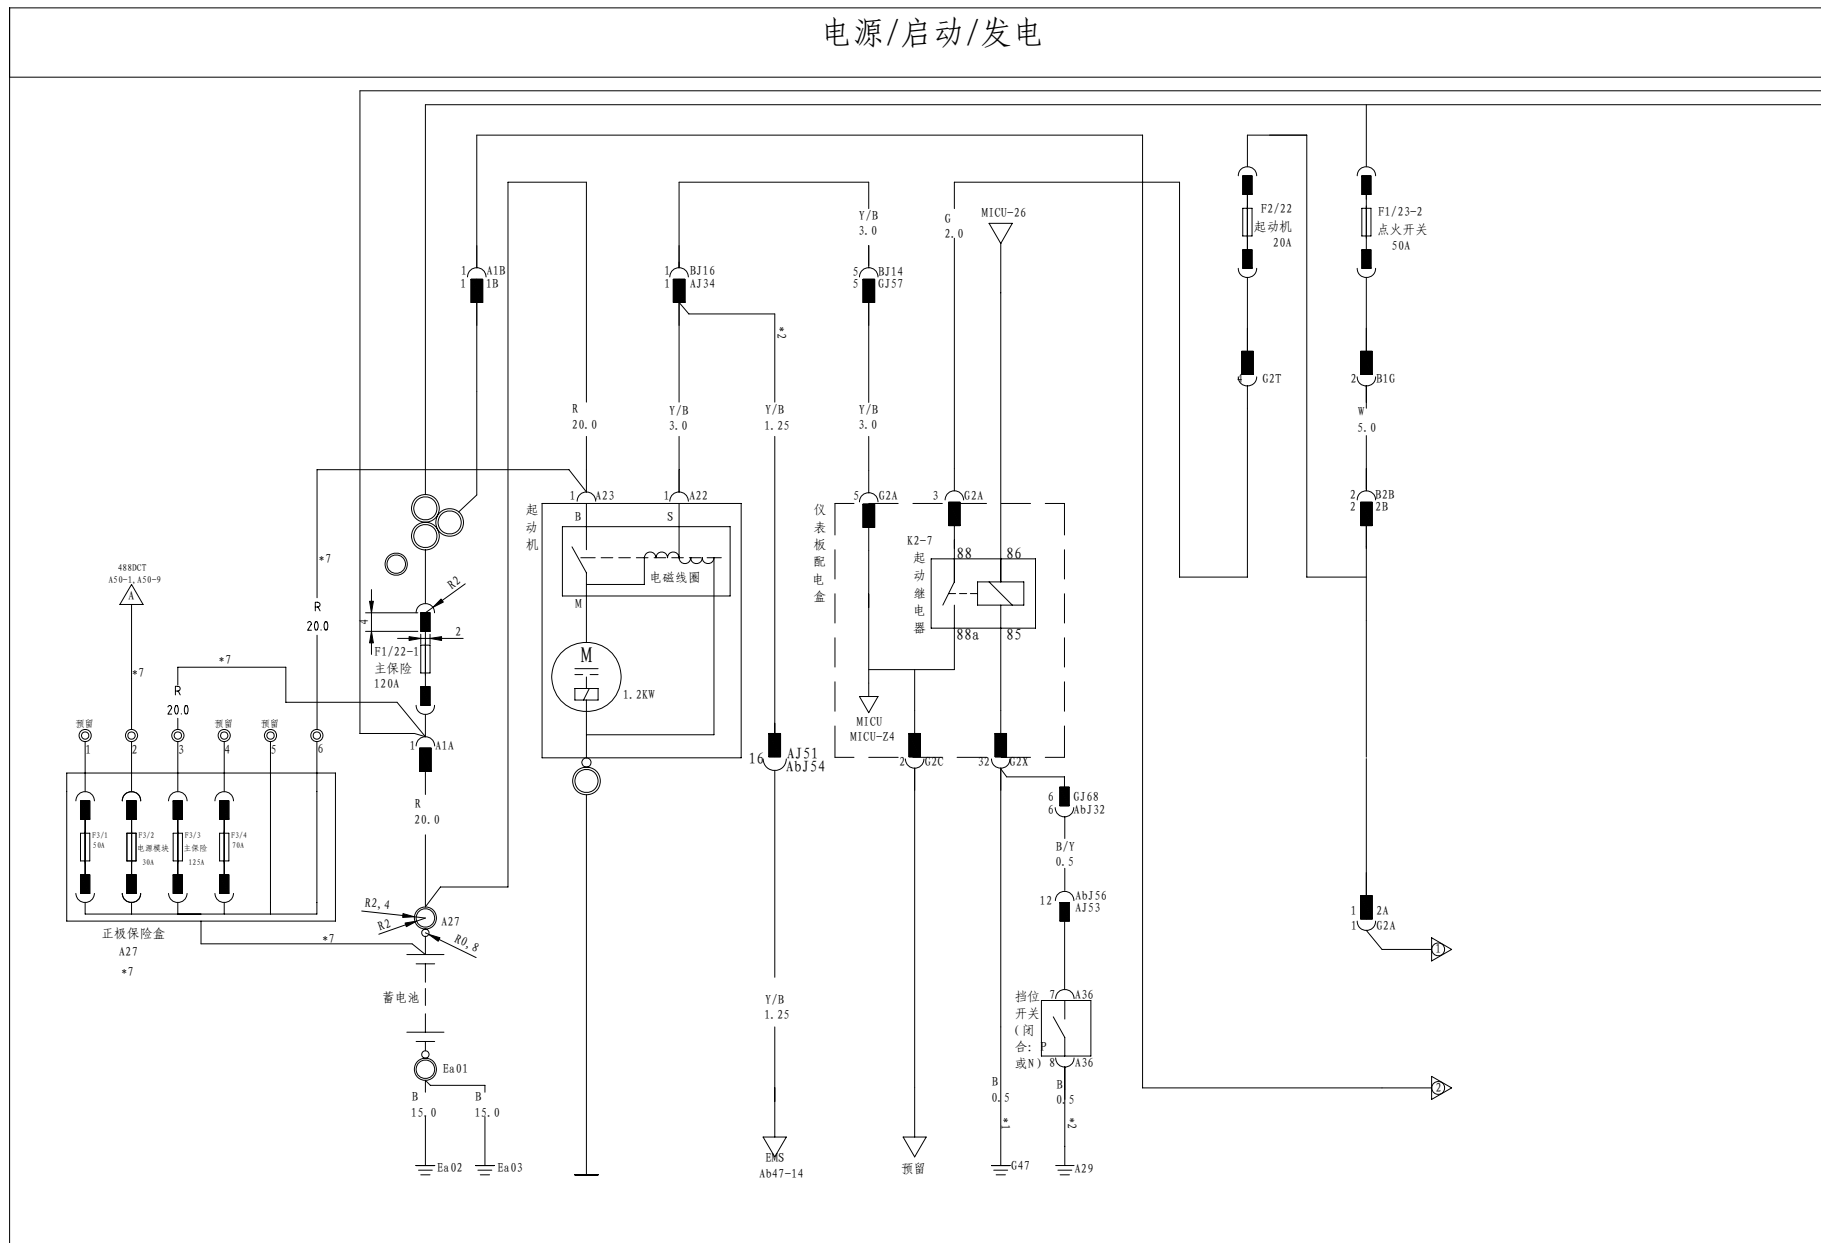 电源/启动/发电
F2/22
起动机
20A
F1/23-2
点火开关
50A
Y/B
3.0
G
2.0
MICU-26
1 A1B
1 1B
1 BJ16
1 AJ34
5 BJ14
5 GJ57
*2
4 G2T
2 B1G
R
20.0
Y/B
3.0
Y/B
1.25
Y/B
3.0
W
5.0
1 A23
1 A22
5 G2A
3 G2A
2 B2B
2 2B
起动机
B
S
电磁线圈
M
M
1.2KW
仪表板配电盒
K2-7
起动继电器
88
86
88a
85
MICU
MICU-Z4
*7
488DCT
A50-1,A50-9
A
R
20.0
R2
4
2
F1/22-1
主保险
120A
*7
*7
R
20.0
预留
预留
预留
1
2
3
4
5
6
1 A1A
16 AJ51
AbJ54
2 G2C
32 G2X
6 GJ68
6 AbJ32
R
20.0
F3/1
50A
F3/2
电源模块
30A
F3/3
主保险
125A
F3/4
70A
B/Y
0.5
AbJ56
12 AJ53
R2,4
R2
A27
R0,8
1 2A
1 G2A
1
正极保险盒
A27
*7
*7
蓄电池
Y/B
1.25
挡位
开关
(闭
合: P
或N)
7 A36
8 A36
Ea01
B
15.0
B
15.0
B
0.5
*1
B
0.5
*2
2
Ea02
Ea03
EMS
Ab47-14
预留
G47
A29